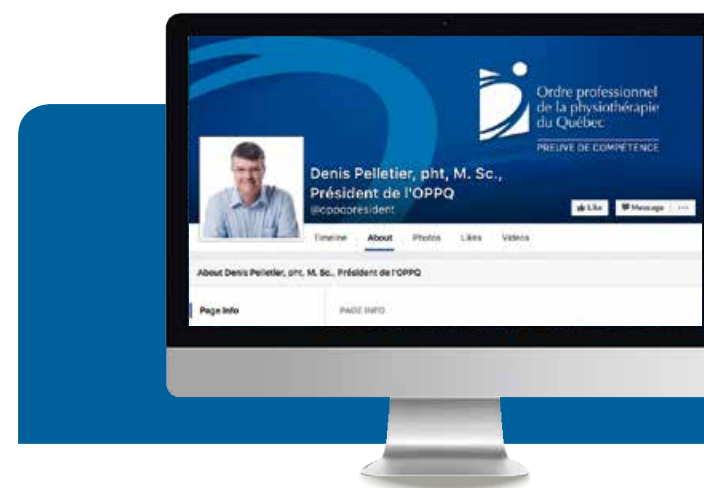 Ordre professionnel
de la physiothérapie
du Québec
PREUVE DE COMPÉTENCE
Denis Pelletier, pht, M. Sc.,
Président de l'OPPQ
@oppqpresident
Like Message ...
Timeline About Photos Likes Videos
About Denis Pelletier, pht, M. Sc., Président de l'OPPQ
Page Info PAGE INFO